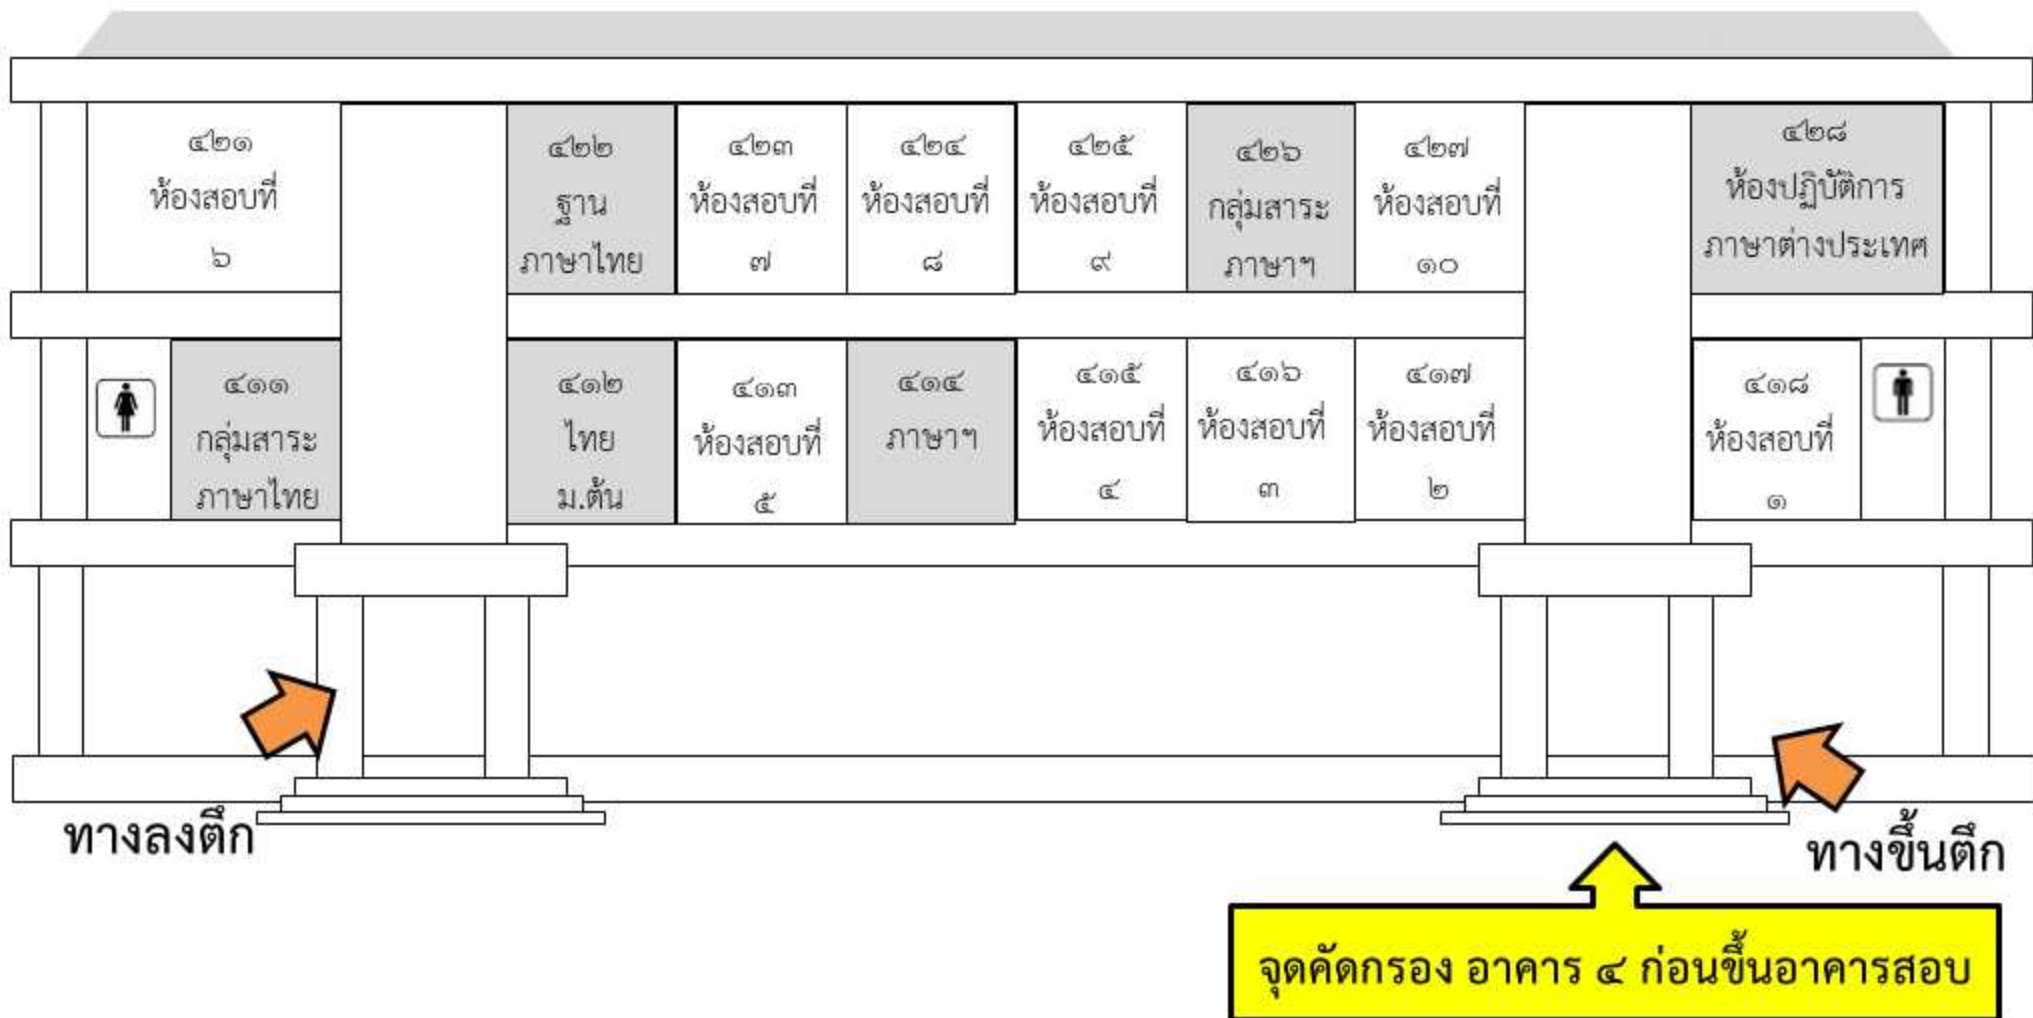 ๔๒๑
ห้องสอบที่
๖
๔๒๒
ฐาน
ภาษาไทย
๔๒๓
ห้องสอบที่
๗
๔๒๔
ห้องสอบที่
๘
๔๒๕
ห้องสอบที่
๙
๔๒๖
กลุ่มสาระ
ภาษาฯ
๔๒๗
ห้องสอบที่
๑๐
๔๒๘
ห้องปฏิบัติการ
ภาษาต่างประเทศ
๔๑๑
กลุ่มสาระ
ภาษาไทย
๔๑๒
ไทย
ม.ต้น
๔๑๓
ห้องสอบที่
๕
๔๑๔
ภาษาฯ
๔๑๕
ห้องสอบที่
๔
๔๑๖
ห้องสอบที่
๓
๔๑๗
ห้องสอบที่
๒
๔๑๘
ห้องสอบที่
๑
ทางลงตึก
ทางขึ้นตึก
จุดคัดกรอง อาคาร ๔ ก่อนขึ้นอาคารสอบ